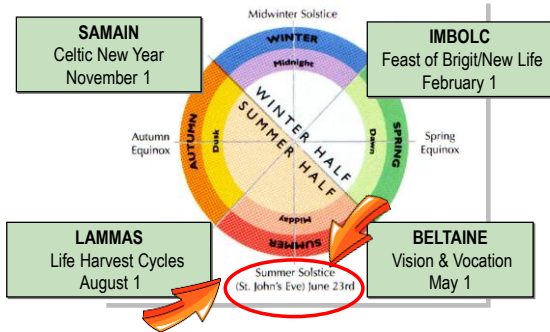 Midwinter Solstice
SAMAIN
Celtic New Year
November 1
IMBOLC
Feast of Brigit/New Life
February 1
WINTER
Midnight
WINTER HALF
SUMMER HALF
AUTUMN
Dusk
Dawn
SPRING
Autumn
Equinox
Spring
Equinox
Midday
SUMMER
LAMMAS
Life Harvest Cycles
August 1
BELTAINE
Vision & Vocation
May 1
Summer Solstice
(St. John's Eve) June 23rd